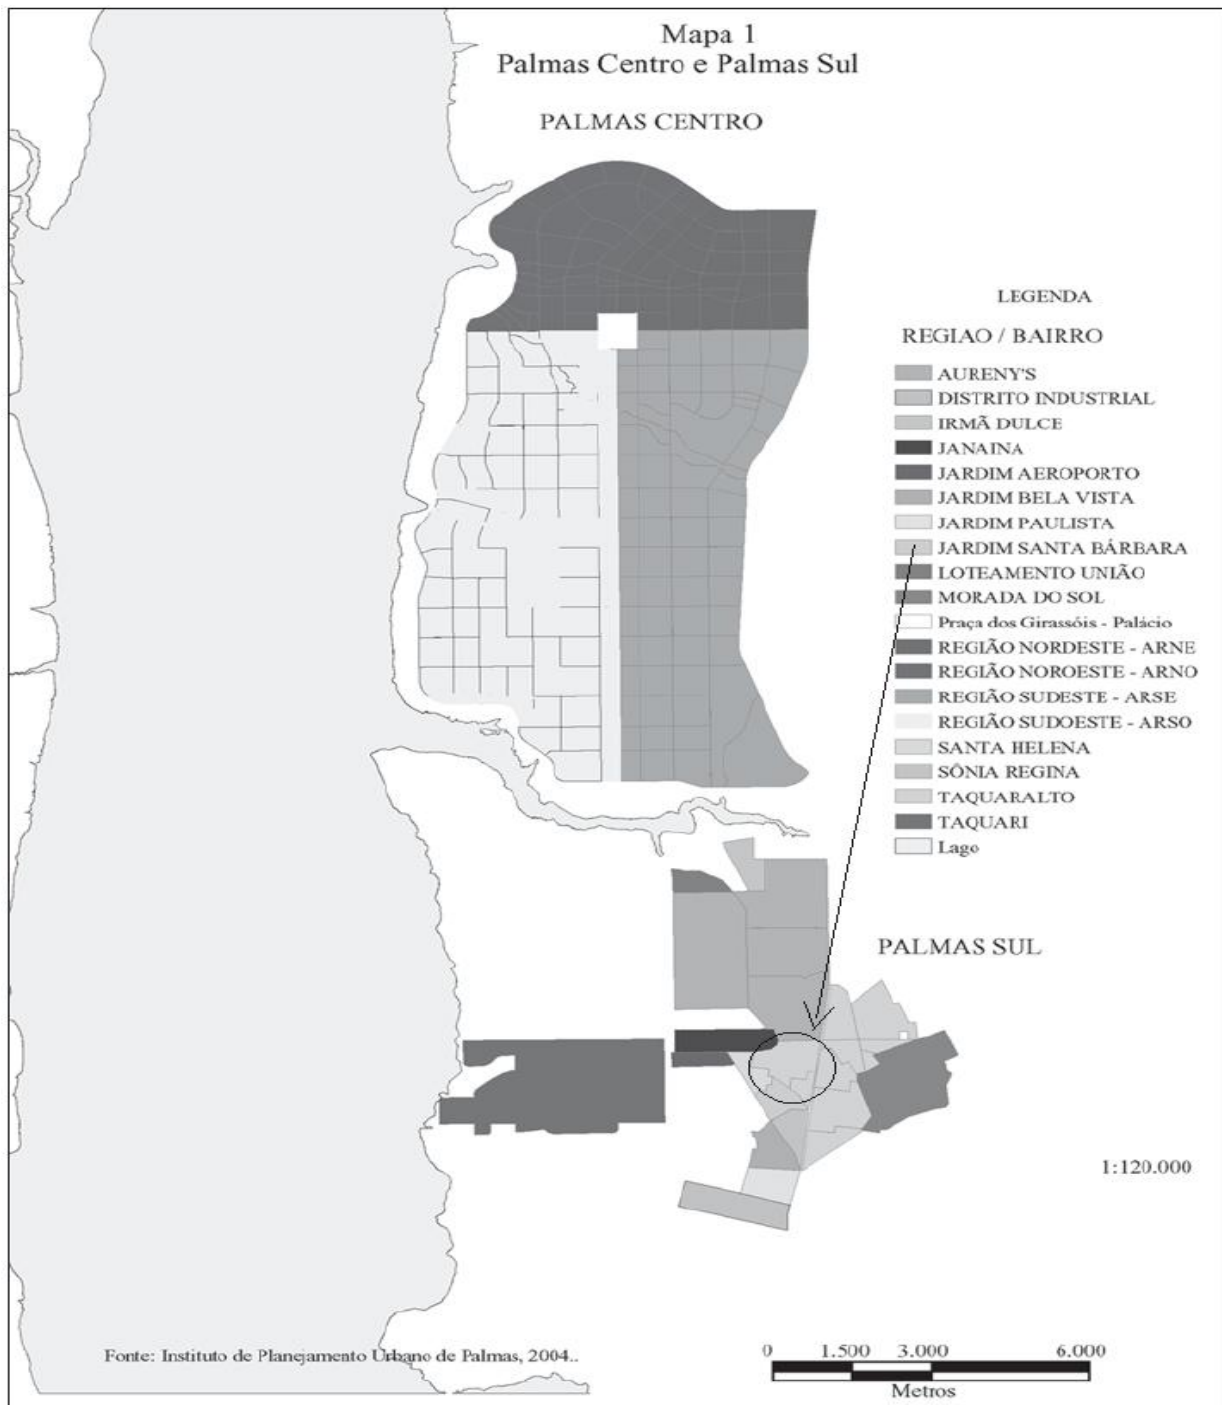 Mapa 1
Palmas Centro e Palmas Sul
PALMAS CENTRO
LEGENDA
REGIAO / BAIRRO
AURENY'S
DISTRITO INDUSTRIAL
IRMÃ DULCE
JANAINA
JARDIM AEROPORTO
JARDIM BELA VISTA
JARDIM PAULISTA
JARDIM SANTA BÁRBARA
LOTEAMENTO UNIÃO
MORADA DO SOL
Praça dos Girassóis - Palácio
REGIÃO NORDESTE - ARNE
REGIÃO NOROESTE - ARNO
REGIÃO SUDESTE - ARSE
REGIÃO SUDOESTE - ARSO
SANTA HELENA
SÔNIA REGINA
TAQUARALTO
TAQUARI
Lago
PALMAS SUL
1:120.000
Fonte: Instituto de Planejamento Urbano de Palmas, 2004..
0 1.500 3.000 6.000
Metros